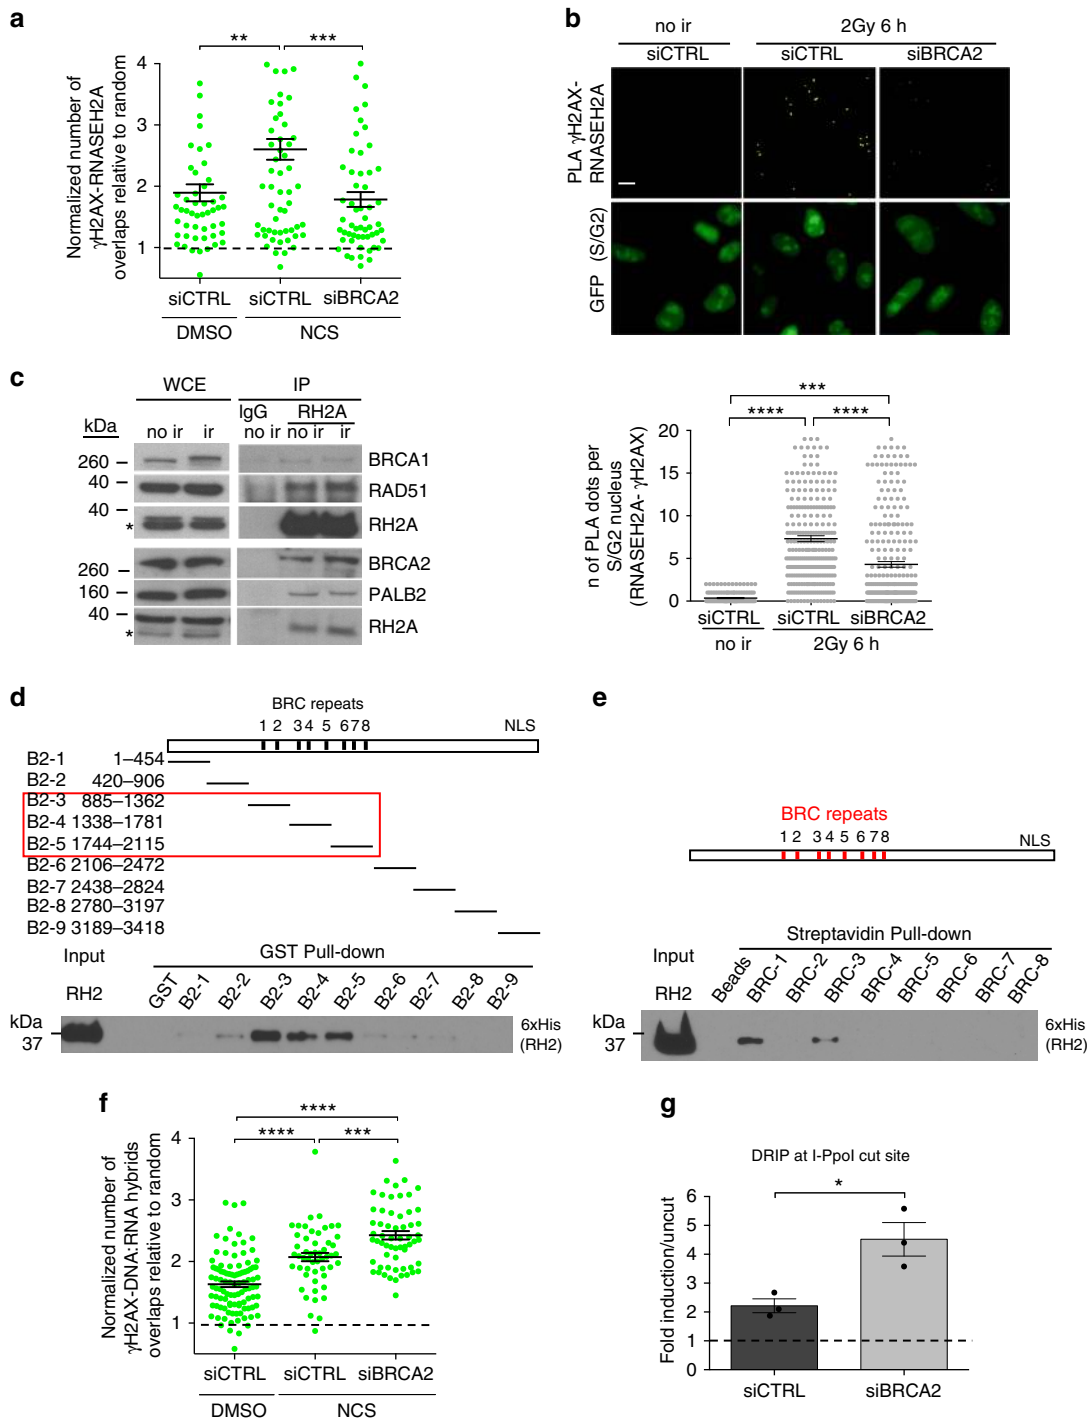 a
** ***
Normalized number of
γH2AX-RNASEH2A
overlaps relative to random
4
3
2
1
siCTRL siCTRL siBRCA2
DMSO NCS
b
no ir 2Gy 6 h
siCTRL siCTRL siBRCA2
PLA γH2AX-
RNASEH2A
GFP (S/G2)
***
**** ****
n of PLA dots per
S/G2 nucleus
(RNASEH2A- γH2AX)
20
15
10
5
0
siCTRL siCTRL siBRCA2
no ir 2Gy 6 h
c
WCE IP
IgG RH2A
kDa no ir ir no ir no ir ir
260 BRCA1
40 RAD51
40 RH2A
*
260 BRCA2
160 PALB2
40 RH2A
*
d
BRC repeats
1 2 3 4 5 6 7 8 NLS
B2-1 1–454
B2-2 420–906
B2-3 885–1362
B2-4 1338–1781
B2-5 1744–2115
B2-6 2106–2472
B2-7 2438–2824
B2-8 2780–3197
B2-9 3189–3418
Input GST Pull-down
RH2 GST B2-1 B2-2 B2-3 B2-4 B2-5 B2-6 B2-7 B2-8 B2-9
kDa
37
6xHis
(RH2)
e
BRC repeats
1 2 3 4 5 6 7 8 NLS
Input Streptavidin Pull-down
RH2 Beads BRC-1 BRC-2 BRC-3 BRC-4 BRC-5 BRC-6 BRC-7 BRC-8
kDa
37
6xHis
(RH2)
f
****
**** ***
Normalized number of
γH2AX-DNA:RNA hybrids
overlaps relative to random
4
3
2
1
siCTRL siCTRL siBRCA2
DMSO NCS
g
DRIP at I-PpoI cut site
*
Fold induction/uncut
6
5
4
3
2
1
0
siCTRL siBRCA2